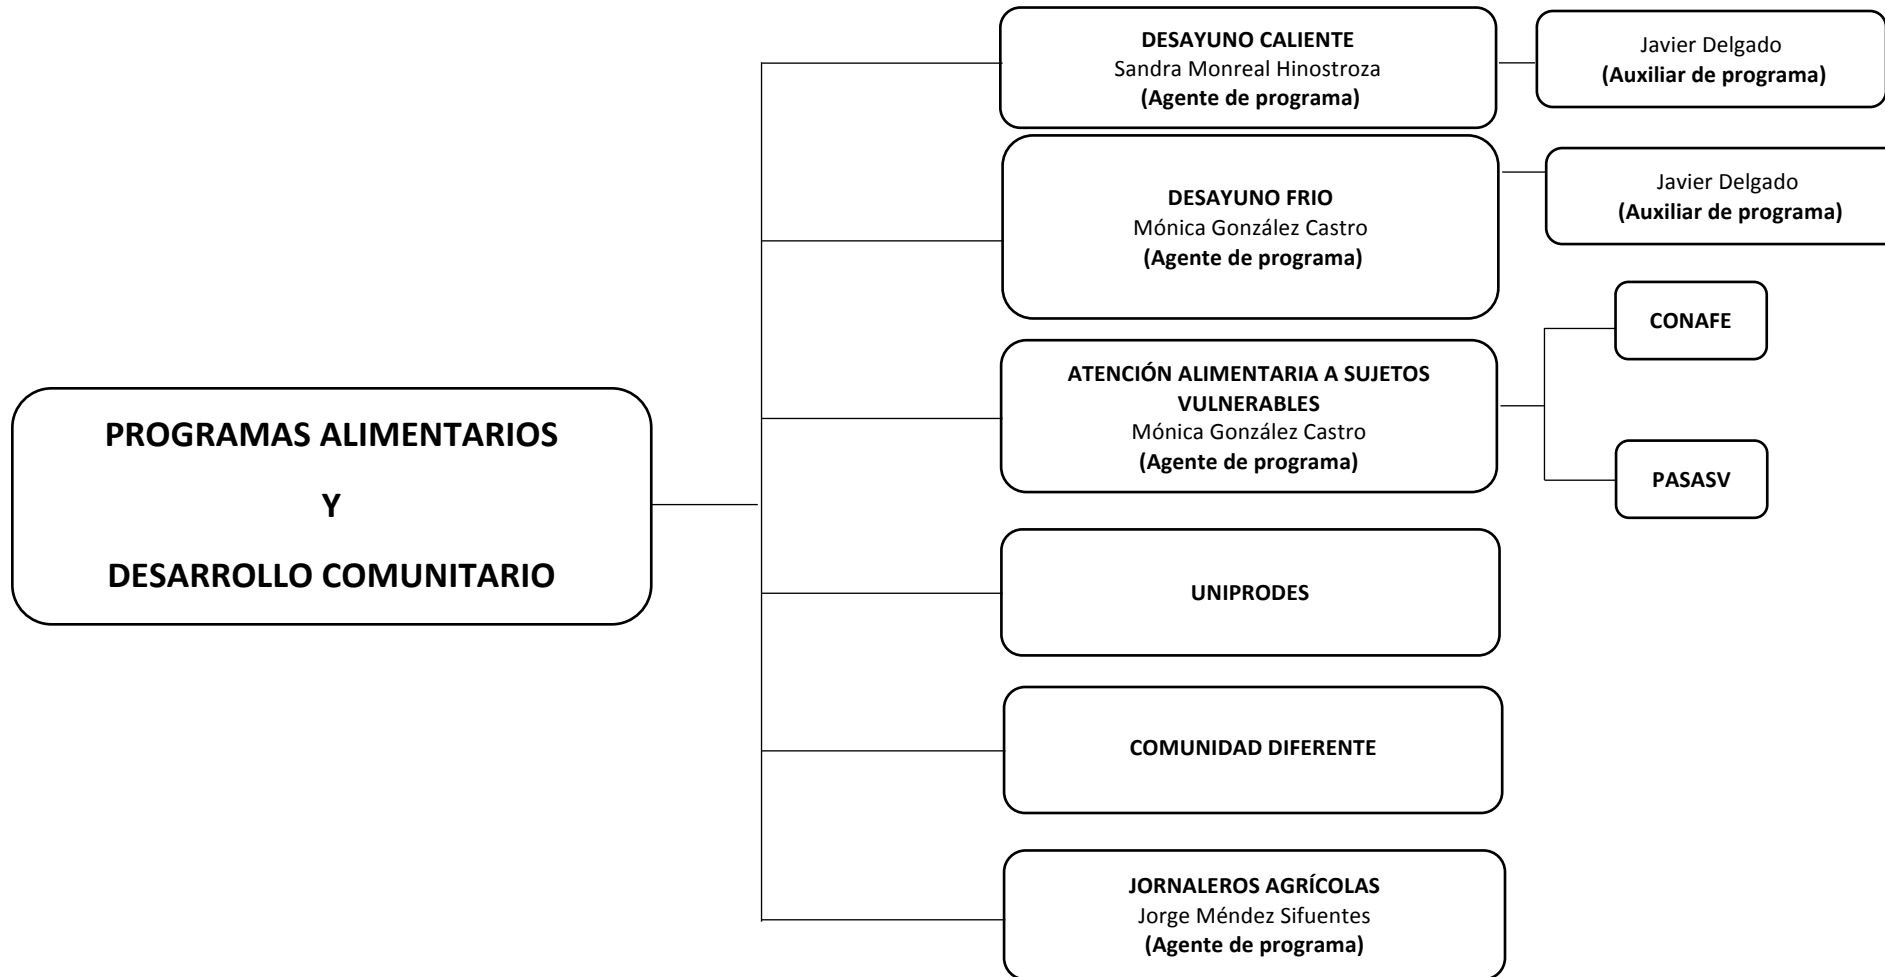 PROGRAMAS ALIMENTARIOS
Y
DESARROLLO COMUNITARIO
DESAYUNO CALIENTE
Sandra Monreal Hinostroza
(Agente de programa)
Javier Delgado
(Auxiliar de programa)
DESAYUNO FRIO
Mónica González Castro
(Agente de programa)
Javier Delgado
(Auxiliar de programa)
ATENCIÓN ALIMENTARIA A SUJETOS
VULNERABLES
Mónica González Castro
(Agente de programa)
CONAFE
PASASV
UNIPRODES
COMUNIDAD DIFERENTE
JORNALEROS AGRÍCOLAS
Jorge Méndez Sifuentes
(Agente de programa)